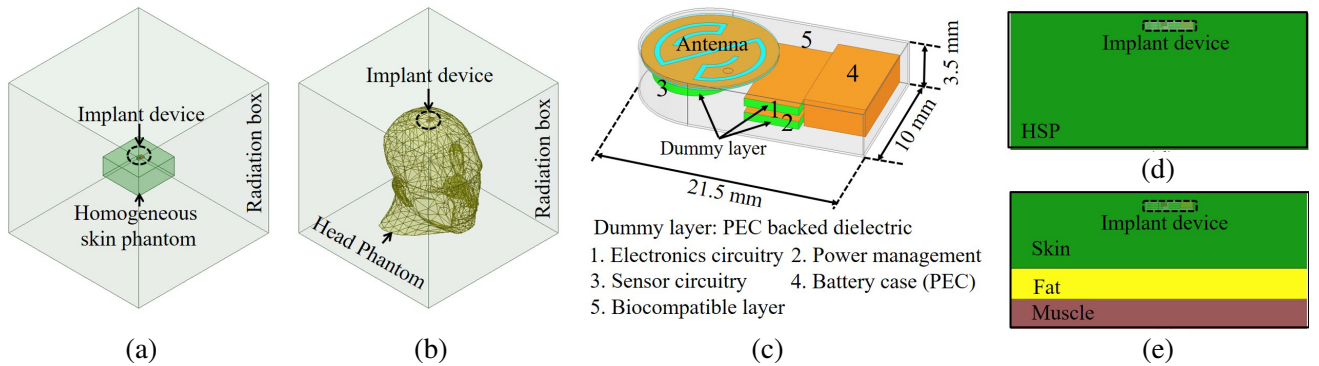 Implant device
Homogeneous
skin phantom
Radiation box
(a)
Implant device
Head Phantom
Radiation box
(b)
Antenna
5
4
3
1
2
Dummy layer
3.5 mm
10 mm
21.5 mm
Dummy layer: PEC backed dielectric
1. Electronics circuitry 2. Power management
3. Sensor circuitry 4. Battery case (PEC)
5. Biocompatible layer
(c)
Implant device
HSP
(d)
Implant device
Skin
Fat
Muscle
(e)